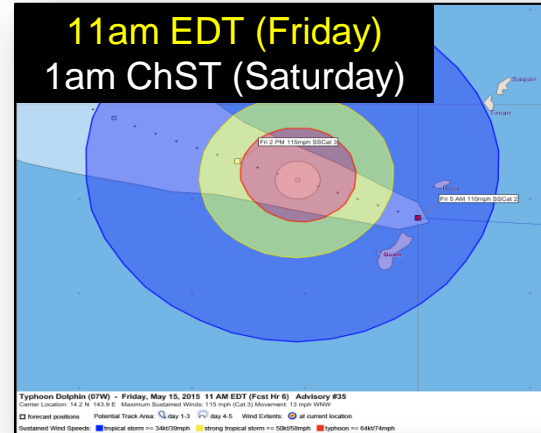 11am EDT (Friday)
1am ChST (Saturday)
Saipan
Tinian
Fri 2 PM 115mph SSCat 3
Rota
Fri 5 AM 110mph SSCat 2
Guam
Typhoon Dolphin (07W) - Friday, May 15, 2015 11 AM EDT (Fcst Hr 6) Advisory #35
Center Location: 14.2 N 143.9 E Maximum Sustained Winds: 115 mph (Cat 3) Movement: 13 mph WNW
forecast positions Potential Track Area: day 1-3 day 4-5 Wind Extents: at current location
Sustained Wind Speeds: tropical storm >= 34kt/39mph strong tropical storm >= 50kt/58mph typhoon >= 64kt/74mph